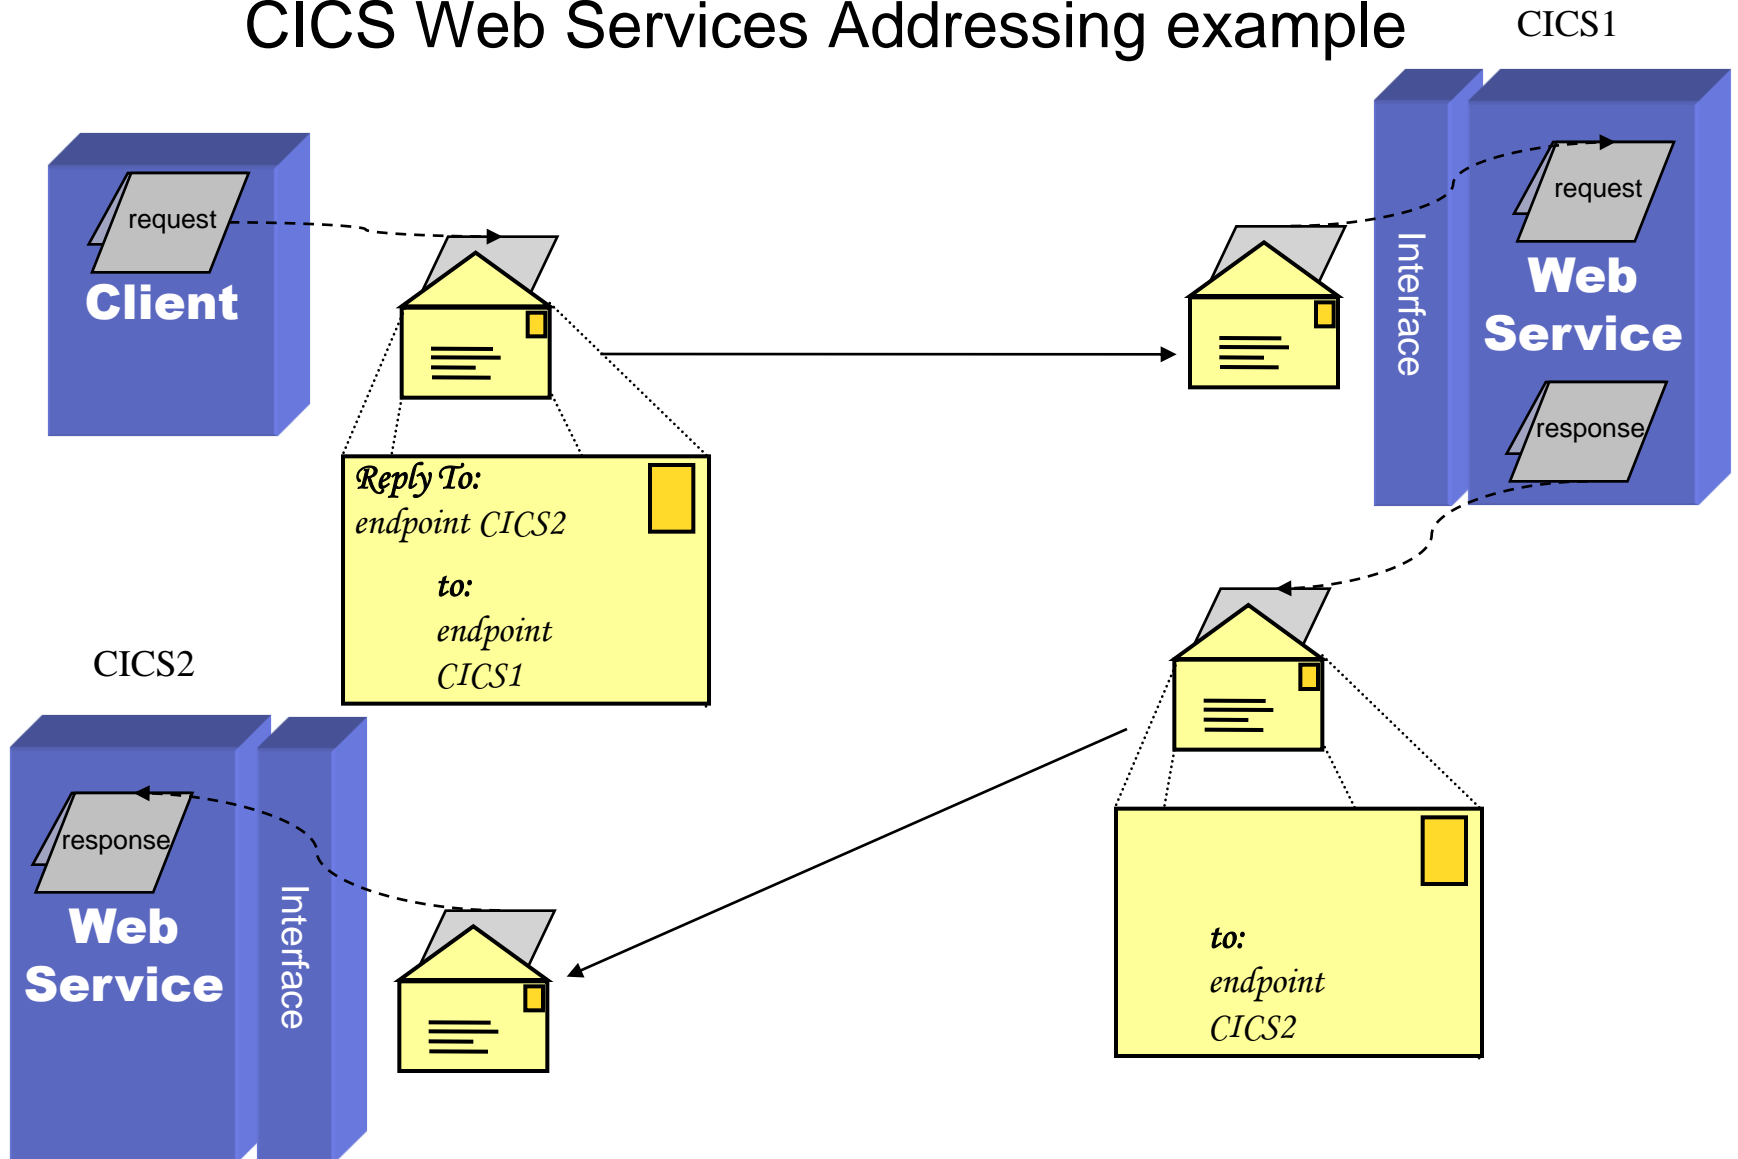 CICS Web Services Addressing example
CICS1
request
Client
Interface
request
Web
Service
response
Reply To:
endpoint CICS2
to:
endpoint
CICS1
CICS2
response
Web
Service
Interface
to:
endpoint
CICS2